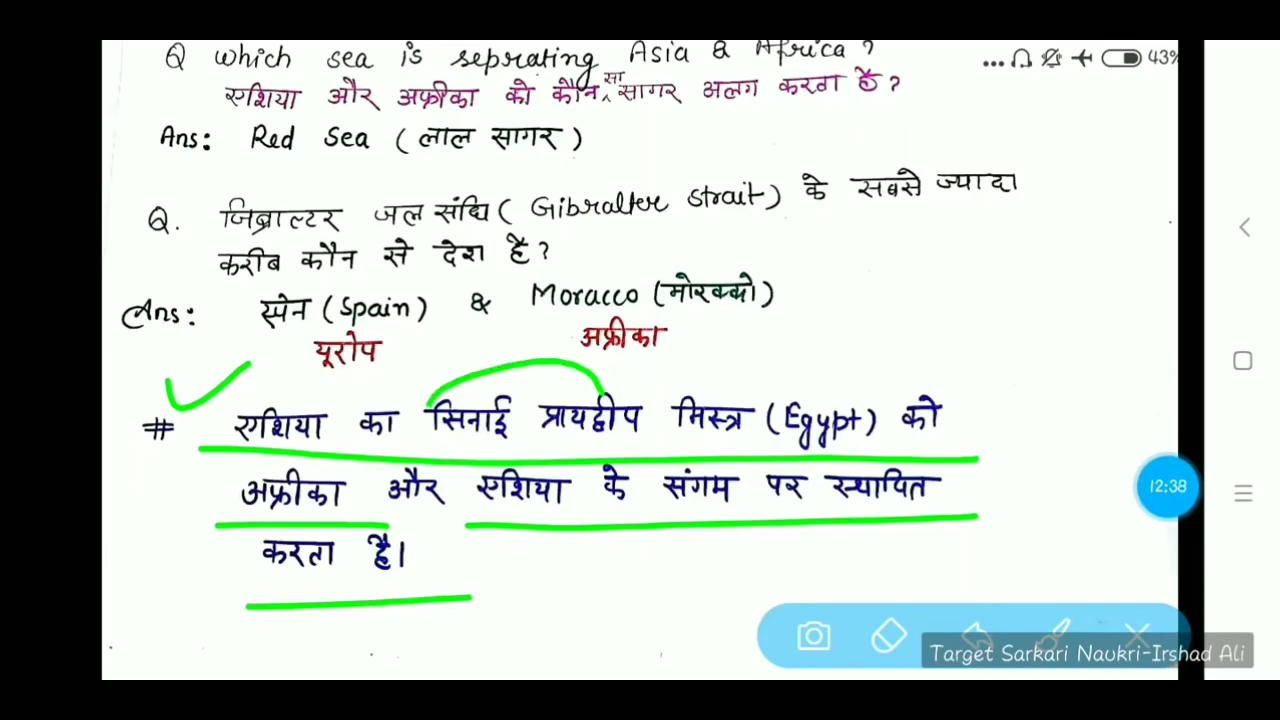 Q which sea is seprating Asia & Africa?
एशिया और अफ्रीका को कौन सा सागर अलग करता है?
Ans: Red Sea (लाल सागर)
Q. जिब्राल्टर जल संधि (Gibralter Strait) के सबसे ज्यादा
करीब कौन से देश है?
Ans: स्पेन (Spain) & Moracco (मोरक्को)
यूरोप अफ्रीका
# एशिया का सिनाई प्रायद्वीप मिस्त्र (Egypt) को
अफ्रीका और एशिया के संगम पर स्थापित
करता है।
43%
12:38
Target Sarkari Naukri-Irshad Ali